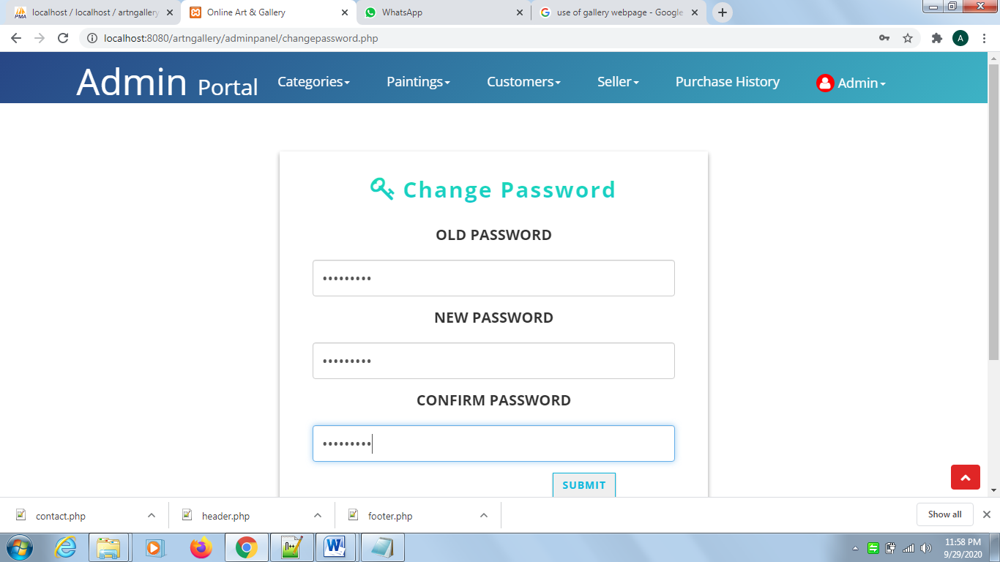 localhost / localhost / artngallery
Online Art & Gallery
WhatsApp
use of gallery webpage - Google
localhost:8080/artngallery/adminpanel/changepassword.php
A
Admin Portal
Categories
Paintings
Customers
Seller
Purchase History
Admin
Change Password
OLD PASSWORD
•••••••••
NEW PASSWORD
•••••••••
CONFIRM PASSWORD
•••••••••
SUBMIT
contact.php
header.php
footer.php
Show all
11:58 PM
9/29/2020